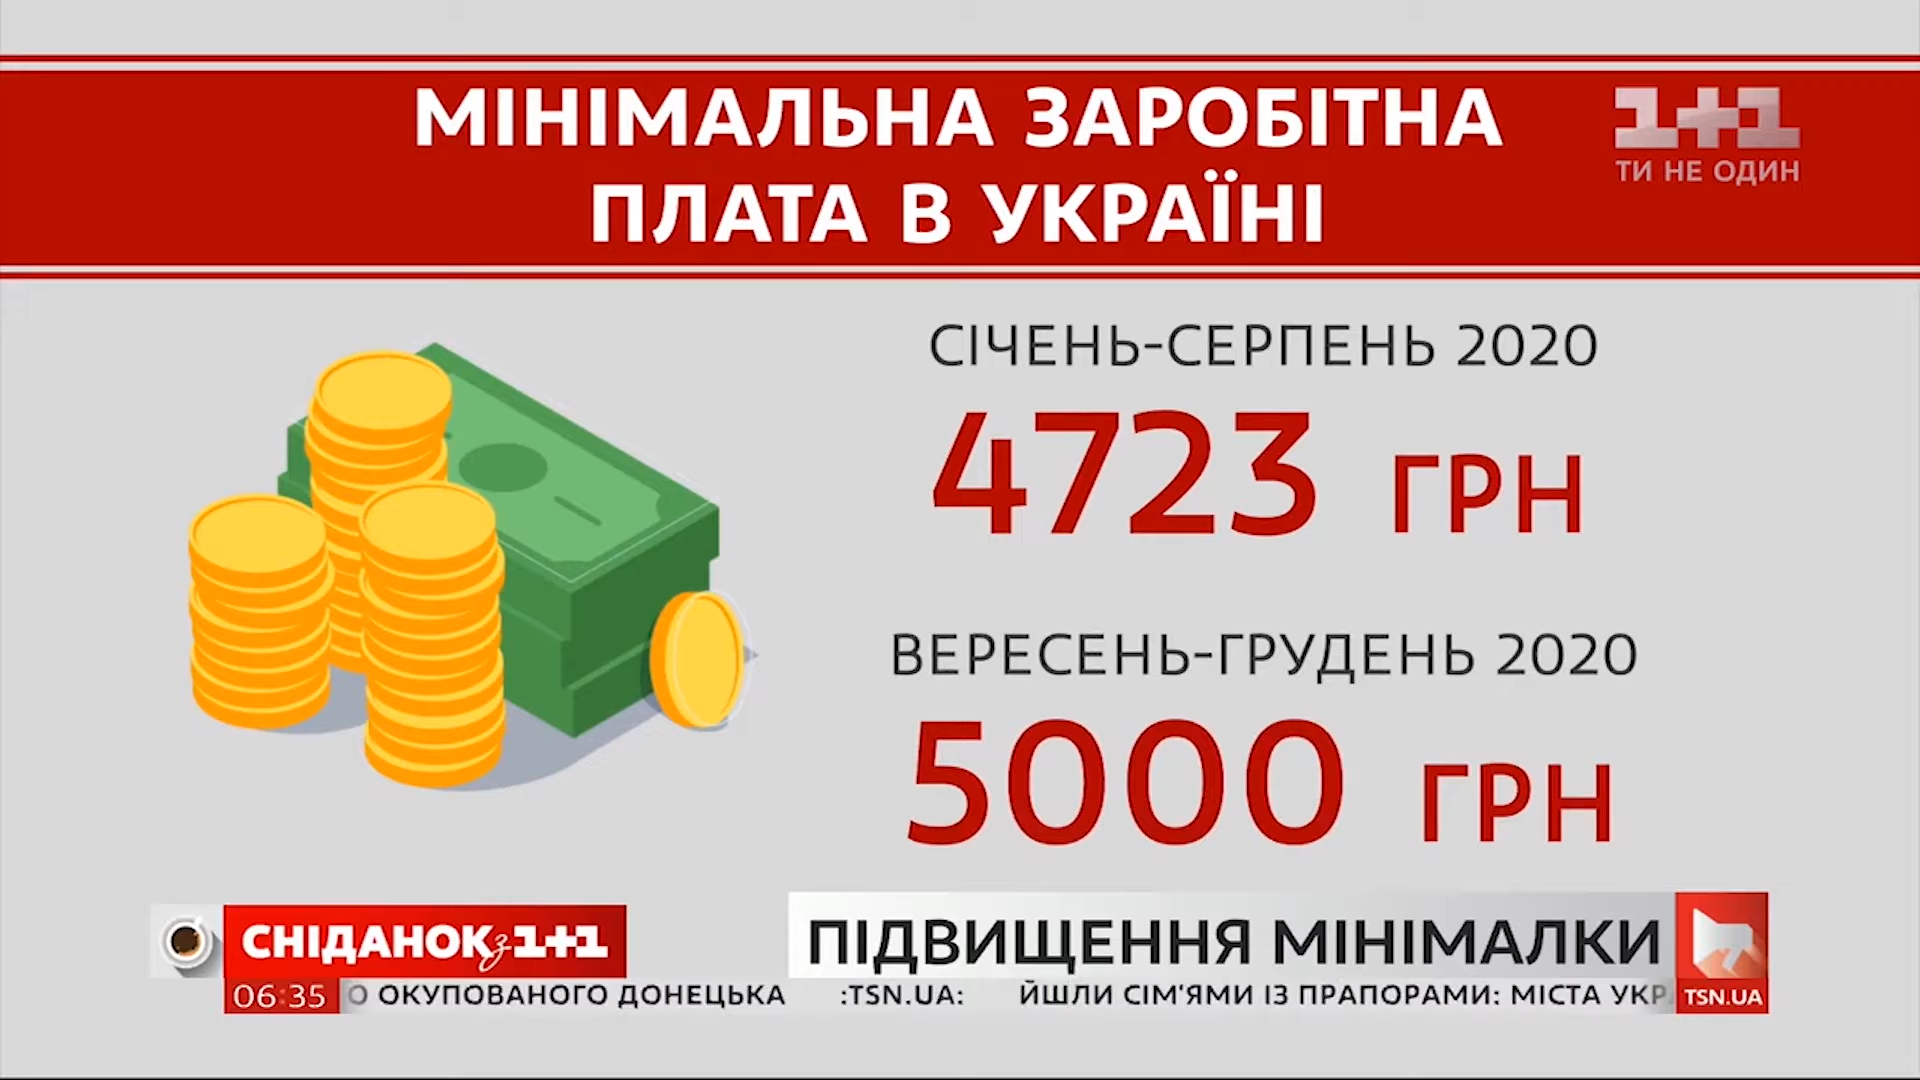 МІНІМАЛЬНА ЗАРОБІТНА
ПЛАТА В УКРАЇНІ
1+1
ТИ НЕ ОДИН
СІЧЕНЬ-СЕРПЕНЬ 2020
4723 ГРН
ВЕРЕСЕНЬ-ГРУДЕНЬ 2020
5000 ГРН
СНІДАНОК з 1+1
ПІДВИЩЕННЯ МІНІМАЛКИ
06:35 О ОКУПОВАНОГО ДОНЕЦЬКА :TSN.UA: ЙШЛИ СІМ'ЯМИ ІЗ ПРАПОРАМИ: МІСТА УКРА TSN.UA